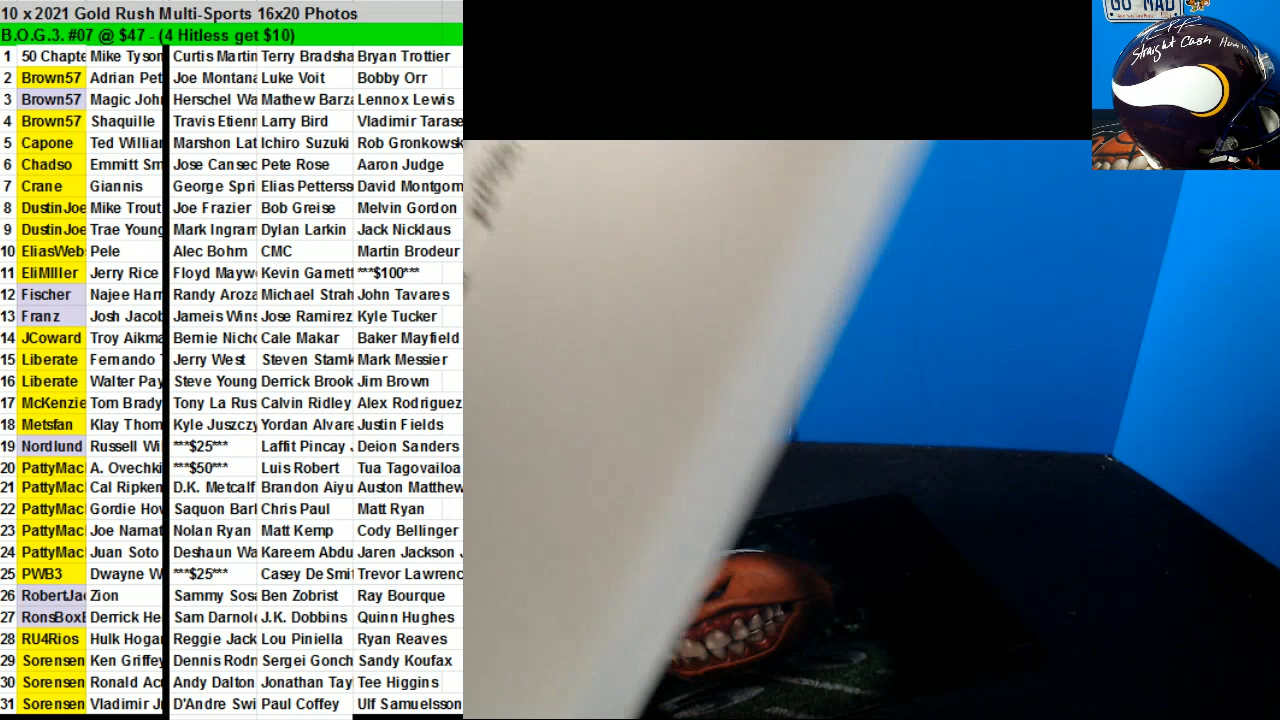 10 x 2021 Gold Rush Multi-Sports 16x20 Photos
B.O.G.3. #07 @ $47 - (4 Hitless get $10)
1 50 Chapte Mike Tyson Curtis Martin Terry Bradsha Bryan Trottier
2 Brown57 Adrian Pet Joe Montana Luke Voit Bobby Orr
3 Brown57 Magic Joh Herschel Wa Mathew Barza Lennox Lewis
4 Brown57 Shaquille Travis Etienn Larry Bird Vladimir Tarase
5 Capone Ted Willia Marshon Lat Ichiro Suzuki Rob Gronkowsk
6 Chadso Emmitt Sm Jose Cansec Pete Rose Aaron Judge
7 Crane Giannis George Spri Elias Petterss David Montgom
8 DustinJoe Mike Trout Joe Frazier Bob Greise Melvin Gordon
9 DustinJoe Trae Young Mark Ingram Dylan Larkin Jack Nicklaus
10 EliasWeb Pele Alec Bohm CMC Martin Brodeur
11 EliMIller Jerry Rice Floyd Mayw Kevin Garnett ***$100***
12 Fischer Najee Harr Randy Aroza Michael Strah John Tavares
13 Franz Josh Jacob Jameis Wins Jose Ramirez Kyle Tucker
14 JCoward Troy Aikma Bernie Nicho Cale Makar Baker Mayfield
15 Liberate Fernando T Jerry West Steven Stamk Mark Messier
16 Liberate Walter Pay Steve Young Derrick Brook Jim Brown
17 McKenzie Tom Brady Tony La Rus Calvin Ridley Alex Rodriguez
18 Metsfan Klay Thom Kyle Juszczy Yordan Alvare Justin Fields
19 Nordlund Russell Wi ***$25*** Laffit Pincay J Deion Sanders
20 PattyMac A. Ovechki ***$50*** Luis Robert Tua Tagovailoa
21 PattyMac Cal Ripken D.K. Metcalf Brandon Aiyu Auston Matthew
22 PattyMac Gordie Ho Saquon Barl Chris Paul Matt Ryan
23 PattyMac Joe Namat Nolan Ryan Matt Kemp Cody Bellinger
24 PattyMac Juan Soto Deshaun Wa Kareem Abdu Jaren Jackson J
25 PWB3 Dwayne W ***$25*** Casey DeSmit Trevor Lawrenc
26 RobertJa Zion Sammy Sosa Ben Zobrist Ray Bourque
27 RonsBox Derrick He Sam Darnol J.K. Dobbins Quinn Hughes
28 RU4Rios Hulk Hoga Reggie Jack Lou Piniella Ryan Reaves
29 Sorensen Ken Griffey Dennis Rodn Sergei Gonch Sandy Koufax
30 Sorensen Ronald Acu Andy Dalton Jonathan Tay Tee Higgins
31 Sorensen Vladimir J D'Andre Swi Paul Coffey Ulf Samuelsson
GO MAD
Straight Cash